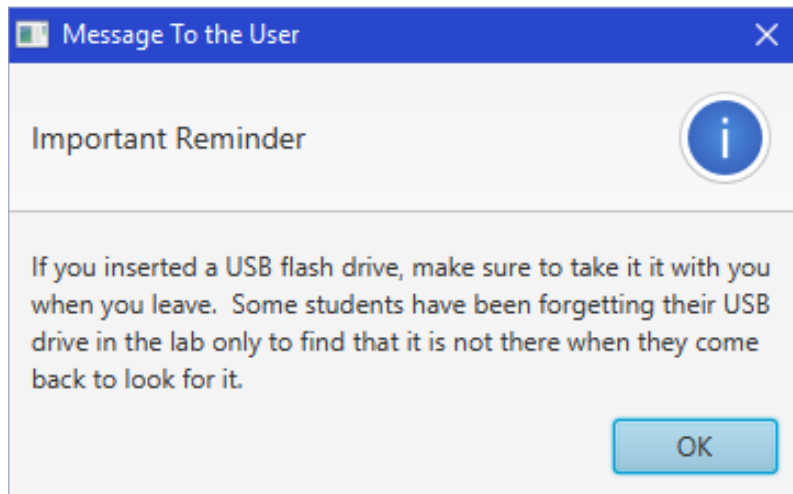 Message To the User
Important Reminder
i
If you inserted a USB flash drive, make sure to take it it with you
when you leave.  Some students have been forgetting their USB
drive in the lab only to find that it is not there when they come
back to look for it.
OK